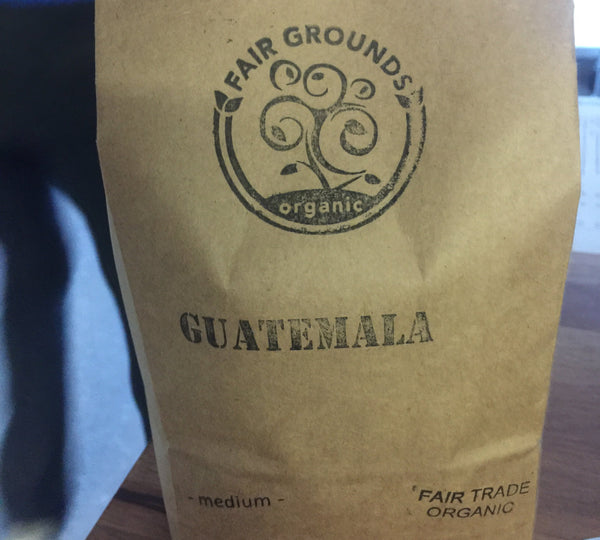 FAIR GROUNDS
organic
GUATEMALA
- medium -
FAIR TRADE
ORGANIC